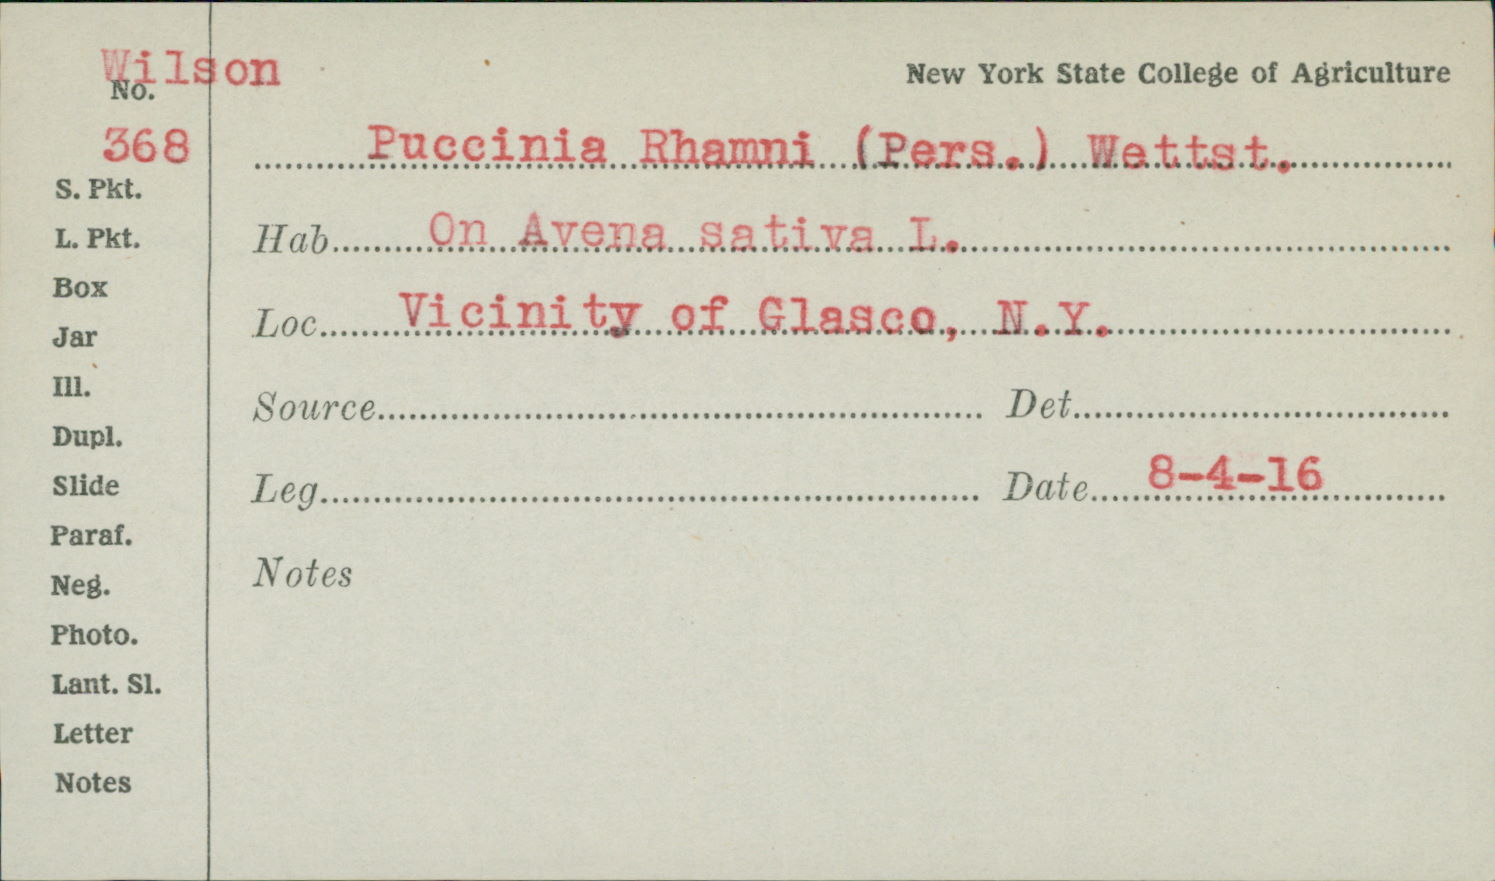 Wilson
No.
New York State College of Agriculture
368
Puccinia Rhamni (Pers.) Wettst.
S. Pkt.
L. Pkt.
Hab. On Avena sativa L.
Box
Loc. Vicinity of Glasco, N.Y.
Jar
Ill.
Source Det.
Dupl.
Slide
Leg. Date 8-4-16
Paraf.
Neg.
Notes
Photo.
Lant. Sl.
Letter
Notes